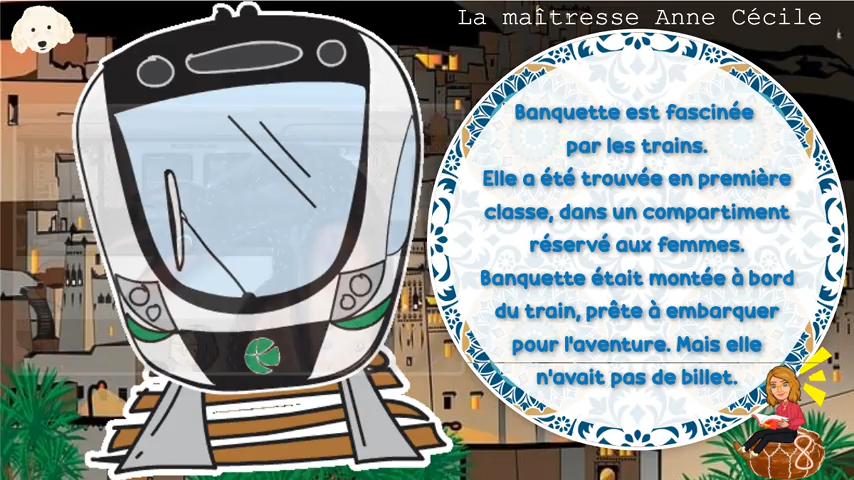 La maîtresse Anne Cécile
Banquette est fascinée
par les trains.
Elle a été trouvée en première
classe, dans un compartiment
réservé aux femmes.
Banquette était montée à bord
du train, prête à embarquer
pour l'aventure. Mais elle
n'avait pas de billet.
8